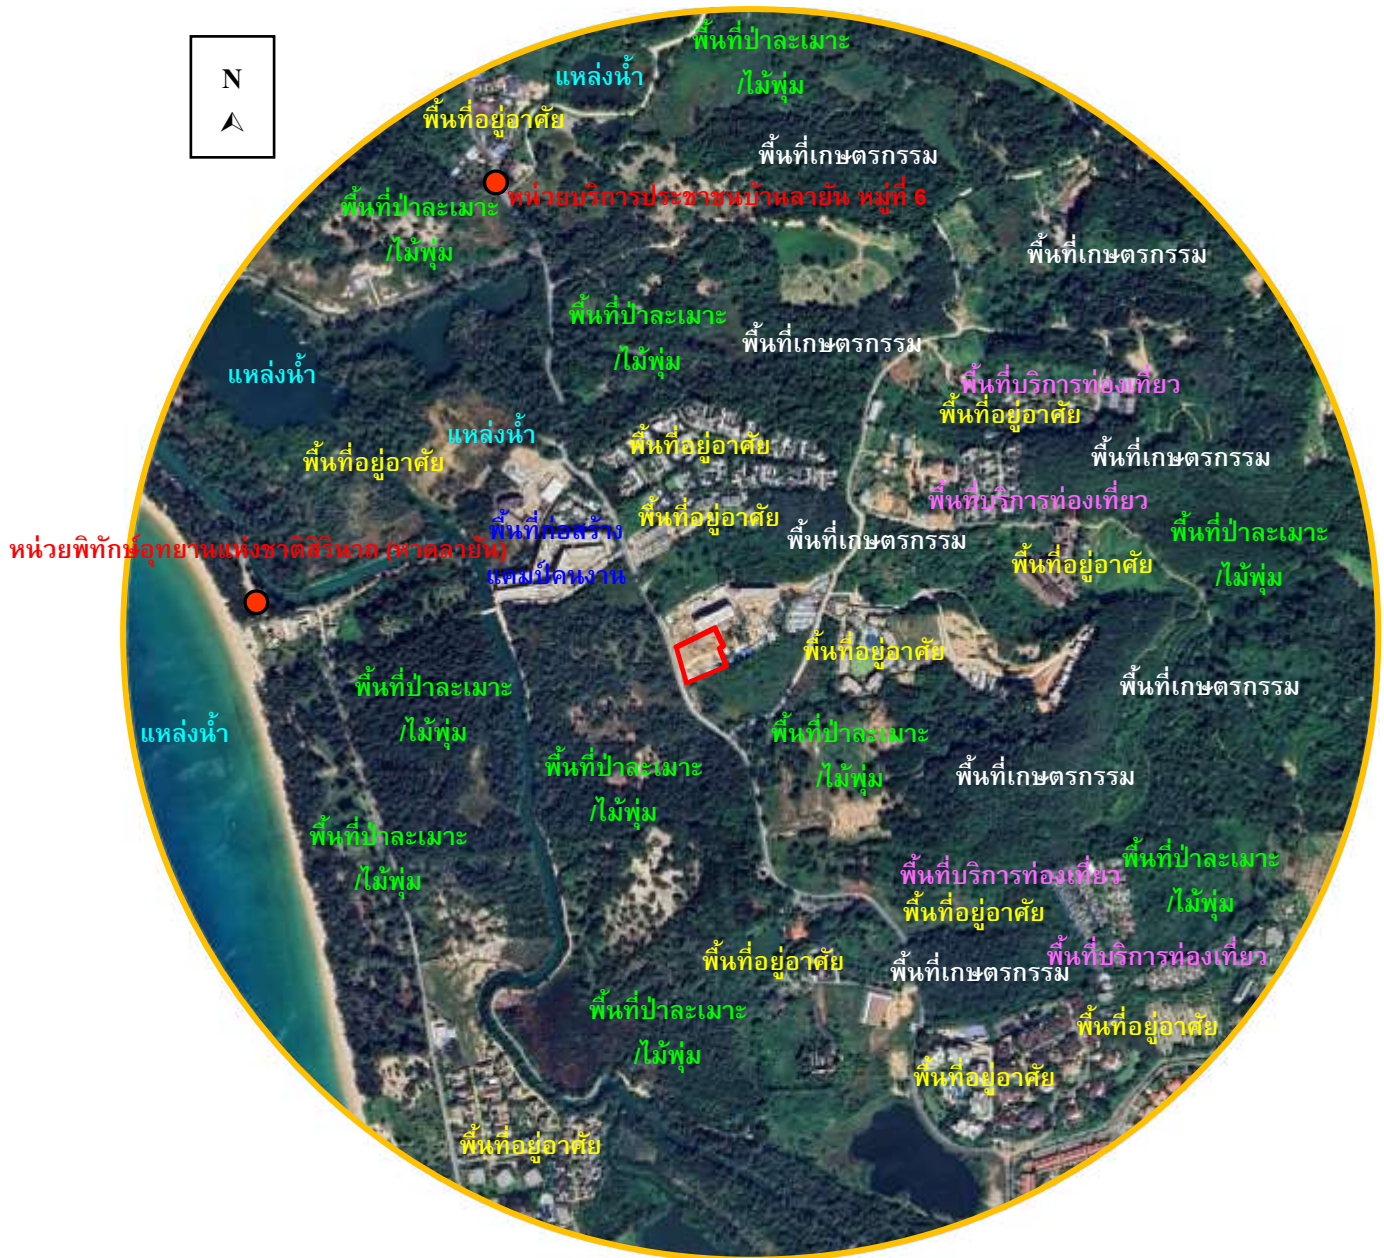 พื้นที่ป่าละเมาะ
/ไม้พุ่ม
แหล่งน้ำ
N
พื้นที่อยู่อาศัย
พื้นที่เกษตรกรรม
หน่วยบริการประชาชนบ้านลายัน หมู่ที่ 6
พื้นที่ป่าละเมาะ
/ไม้พุ่ม
พื้นที่เกษตรกรรม
พื้นที่ป่าละเมาะ
/ไม้พุ่ม
พื้นที่เกษตรกรรม
แหล่งน้ำ
พื้นที่บริการท่องเที่ยว
พื้นที่อยู่อาศัย
แหล่งน้ำ
พื้นที่อยู่อาศัย
พื้นที่อยู่อาศัย
พื้นที่เกษตรกรรม
พื้นที่บริการท่องเที่ยว
พื้นที่อยู่อาศัย
พื้นที่ก่อสร้าง
แคมป์คนงาน
พื้นที่เกษตรกรรม
พื้นที่ป่าละเมาะ
/ไม้พุ่ม
หน่วยพิทักษ์อุทยานแห่งชาติสิรินาถ (หาดลายัน)
พื้นที่อยู่อาศัย
พื้นที่อยู่อาศัย
พื้นที่ป่าละเมาะ
/ไม้พุ่ม
พื้นที่เกษตรกรรม
แหล่งน้ำ
พื้นที่ป่าละเมาะ
/ไม้พุ่ม
พื้นที่ป่าละเมาะ
/ไม้พุ่ม
พื้นที่เกษตรกรรม
พื้นที่ป่าละเมาะ
/ไม้พุ่ม
พื้นที่บริการท่องเที่ยว
พื้นที่อยู่อาศัย
พื้นที่ป่าละเมาะ
/ไม้พุ่ม
พื้นที่อยู่อาศัย
พื้นที่เกษตรกรรม
พื้นที่บริการท่องเที่ยว
พื้นที่ป่าละเมาะ
/ไม้พุ่ม
พื้นที่อยู่อาศัย
พื้นที่อยู่อาศัย
พื้นที่อยู่อาศัย